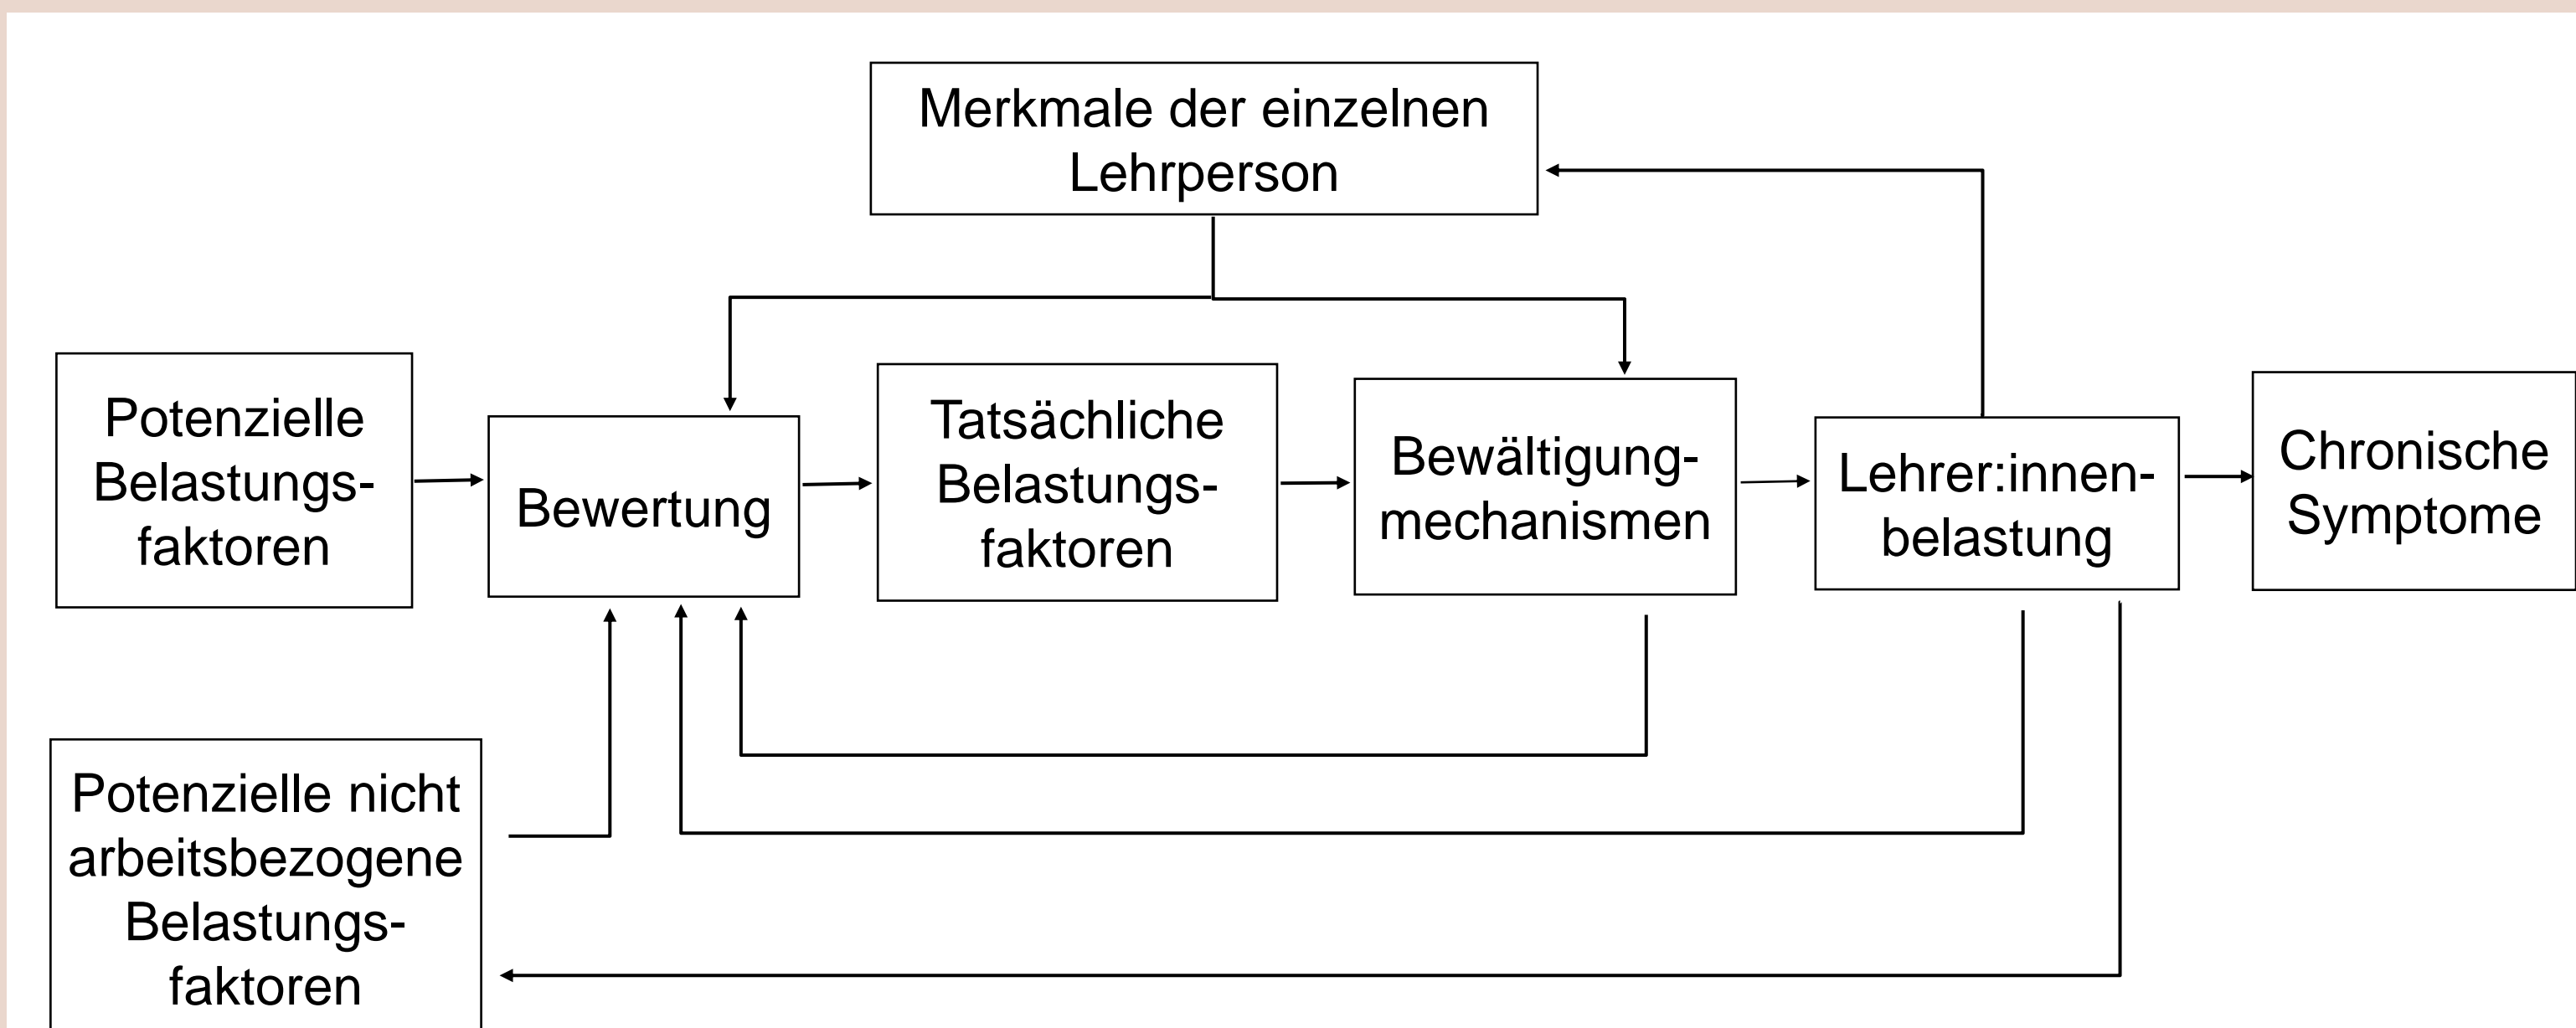 Merkmale der einzelnen
Lehrperson
Potenzielle
Belastungs-
faktoren
Bewertung
Tatsächliche
Belastungs-
faktoren
Bewältigung-
mechanismen
Lehrer:innen-
belastung
Chronische
Symptome
Potenzielle nicht
arbeitsbezogene
Belastungs-
faktoren